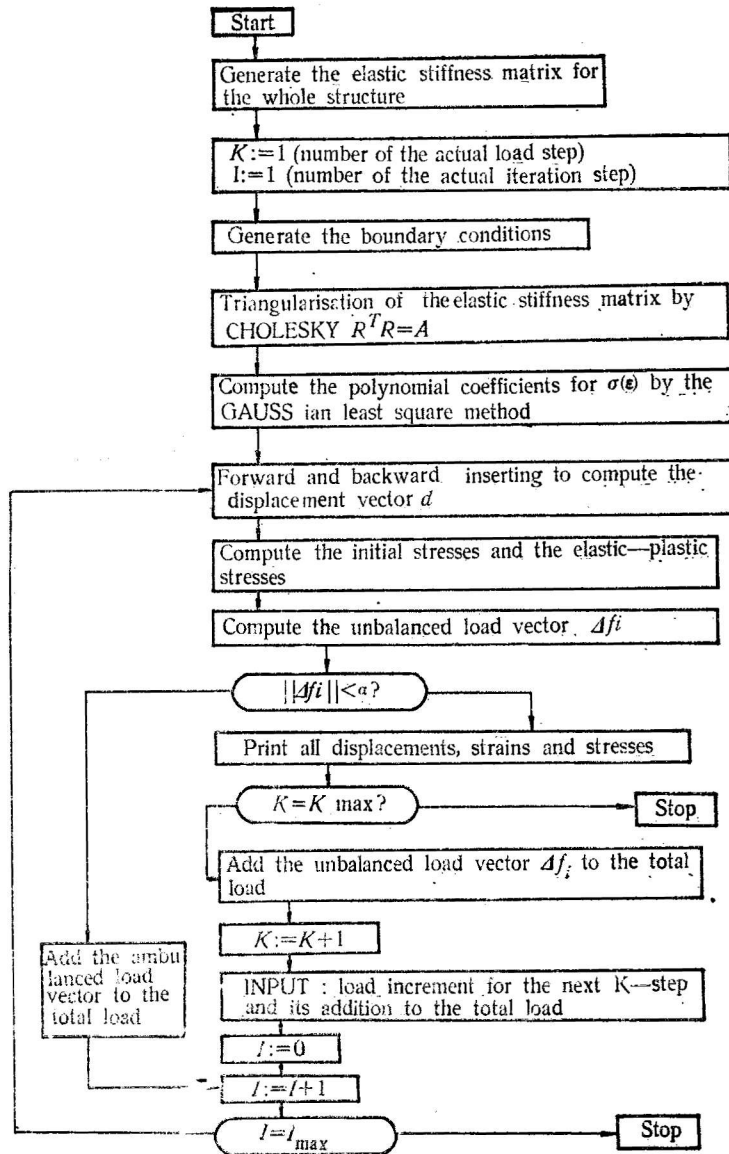 Start
Generate the elastic stiffness matrix for
the whole structure
K:=1 (number of the actual load step)
I:=1 (number of the actual iteration step)
Generate the boundary conditions
Triangularisation of the elastic stiffness matrix by
CHOLESKY R^T R=A
Compute the polynomial coefficients for σ(ε) by the
GAUSS ian least square method
Forward and backward inserting to compute the
displacement vector d
Compute the initial stresses and the elastic—plastic
stresses
Compute the unbalanced load vector Δfi
||Δfi||<α?
Print all displacements, strains and stresses
K=K max?
Stop
Add the unbalanced load vector Δf_i to the total
load
K:=K+1
Add the ambu
lanced load
vector to the
total load
INPUT : load increment for the next K—step
and its addition to the total load
I:=0
I:=I+1
I=I_max
Stop